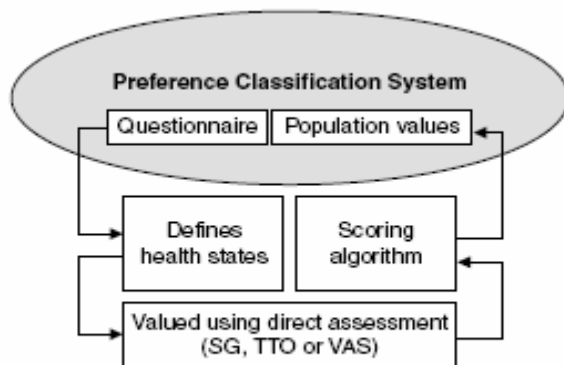 Preference Classification System
Questionnaire
Population values
Defines
health states
Scoring
algorithm
Valued using direct assessment
(SG, TTO or VAS)